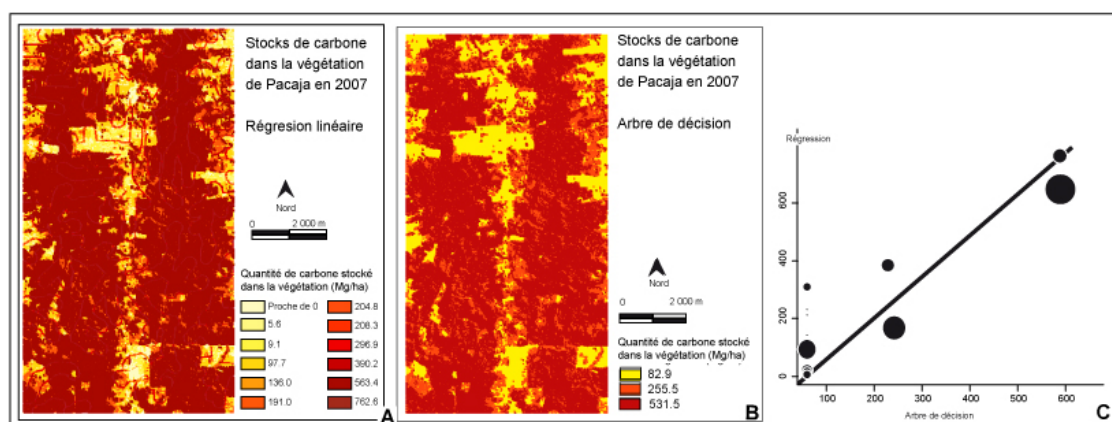 Stocks de carbone
dans la végétation
de Pacaja en 2007
Régresion linéaire
Nord
0 2 000 m
Quantité de carbone stocké
dans la végétation (Mg/ha)
Proche de 0 204.8
5.6 208.3
9.1 296.9
97.7 390.2
136.0 563.4
191.0 762.6
A
Stocks de carbone
dans la végétation
de Pacaja en 2007
Arbre de décision
Nord
0 2 000 m
Quantité de carbone stocké
dans la végétation (Mg/ha)
82.9
255.5
531.5
B
Régression
600
400
200
0
100 200 300 400 500 600
Arbre de décision
C